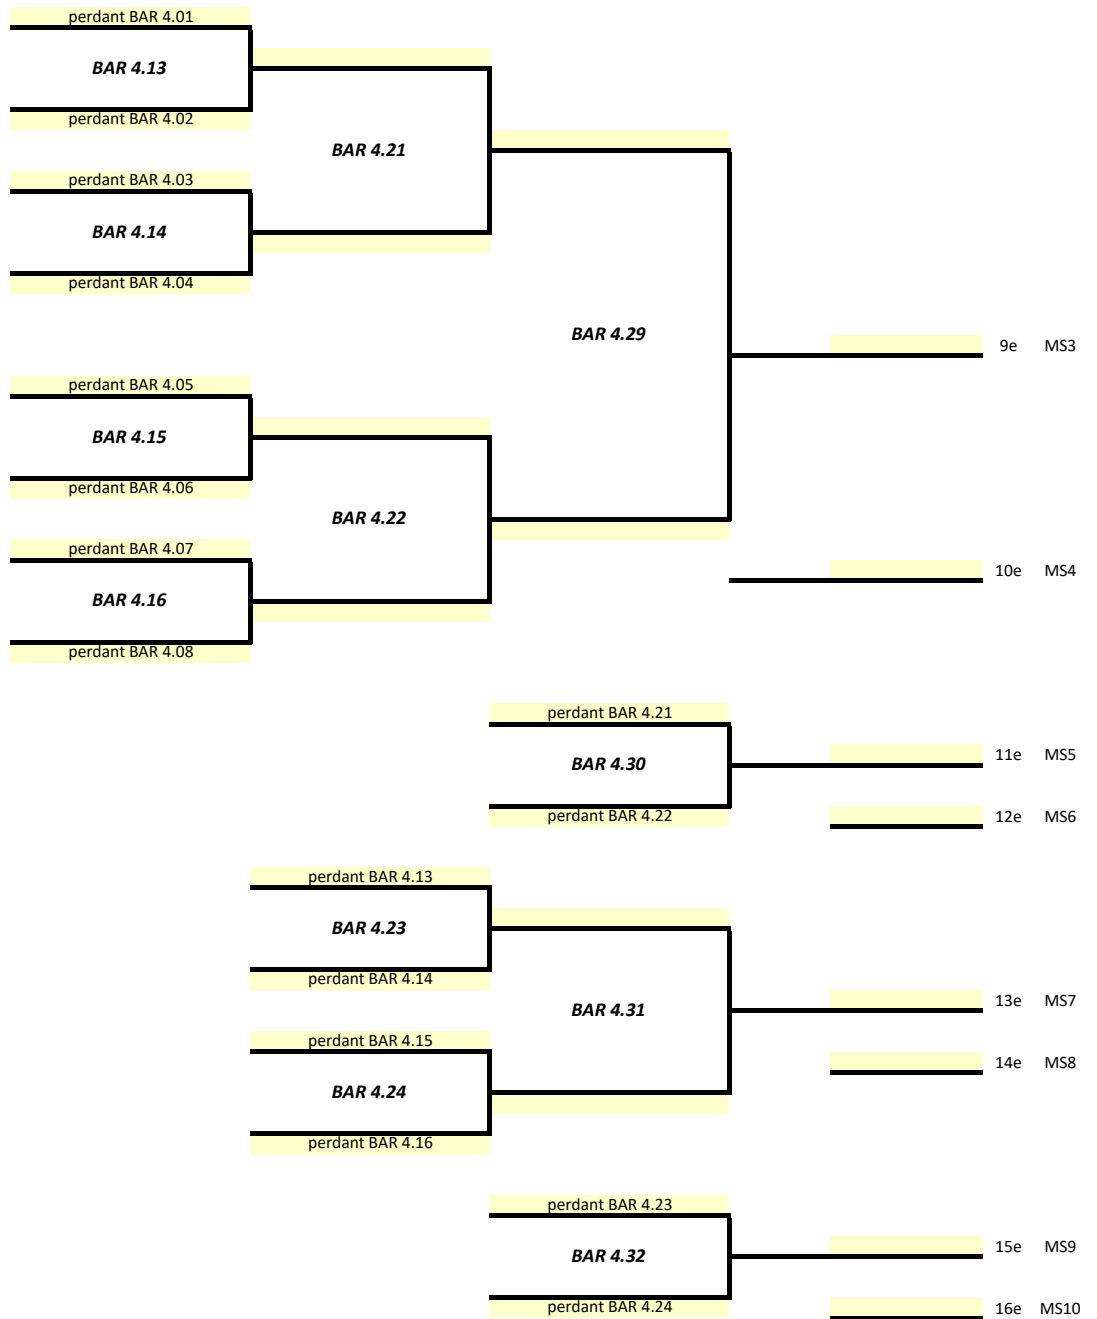 perdant BAR 4.01
BAR 4.13
perdant BAR 4.02
BAR 4.21
perdant BAR 4.03
BAR 4.14
perdant BAR 4.04
BAR 4.29
9e MS3
perdant BAR 4.05
BAR 4.15
perdant BAR 4.06
BAR 4.22
perdant BAR 4.07
10e MS4
BAR 4.16
perdant BAR 4.08
perdant BAR 4.21
BAR 4.30
11e MS5
perdant BAR 4.22
12e MS6
perdant BAR 4.13
BAR 4.23
perdant BAR 4.14
BAR 4.31
13e MS7
perdant BAR 4.15
14e MS8
BAR 4.24
perdant BAR 4.16
perdant BAR 4.23
BAR 4.32
15e MS9
perdant BAR 4.24
16e MS10